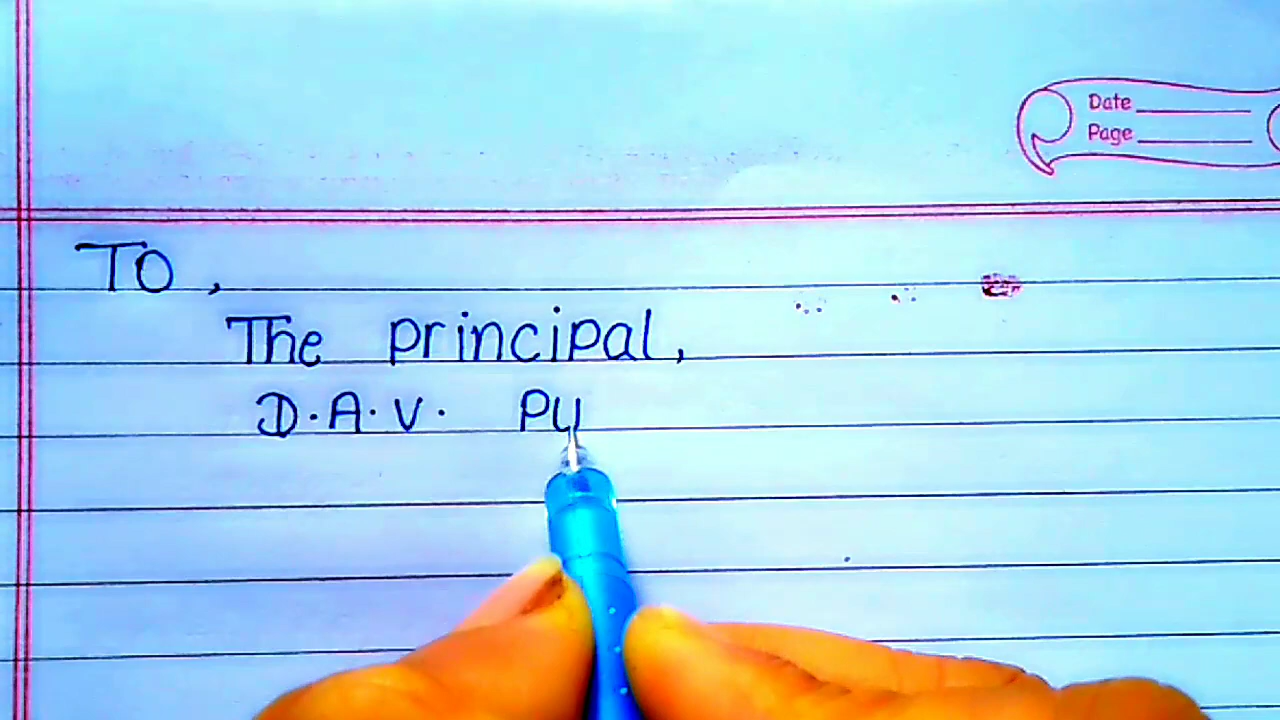 Date
Page
TO,
The principal,
D.A.V. Pu